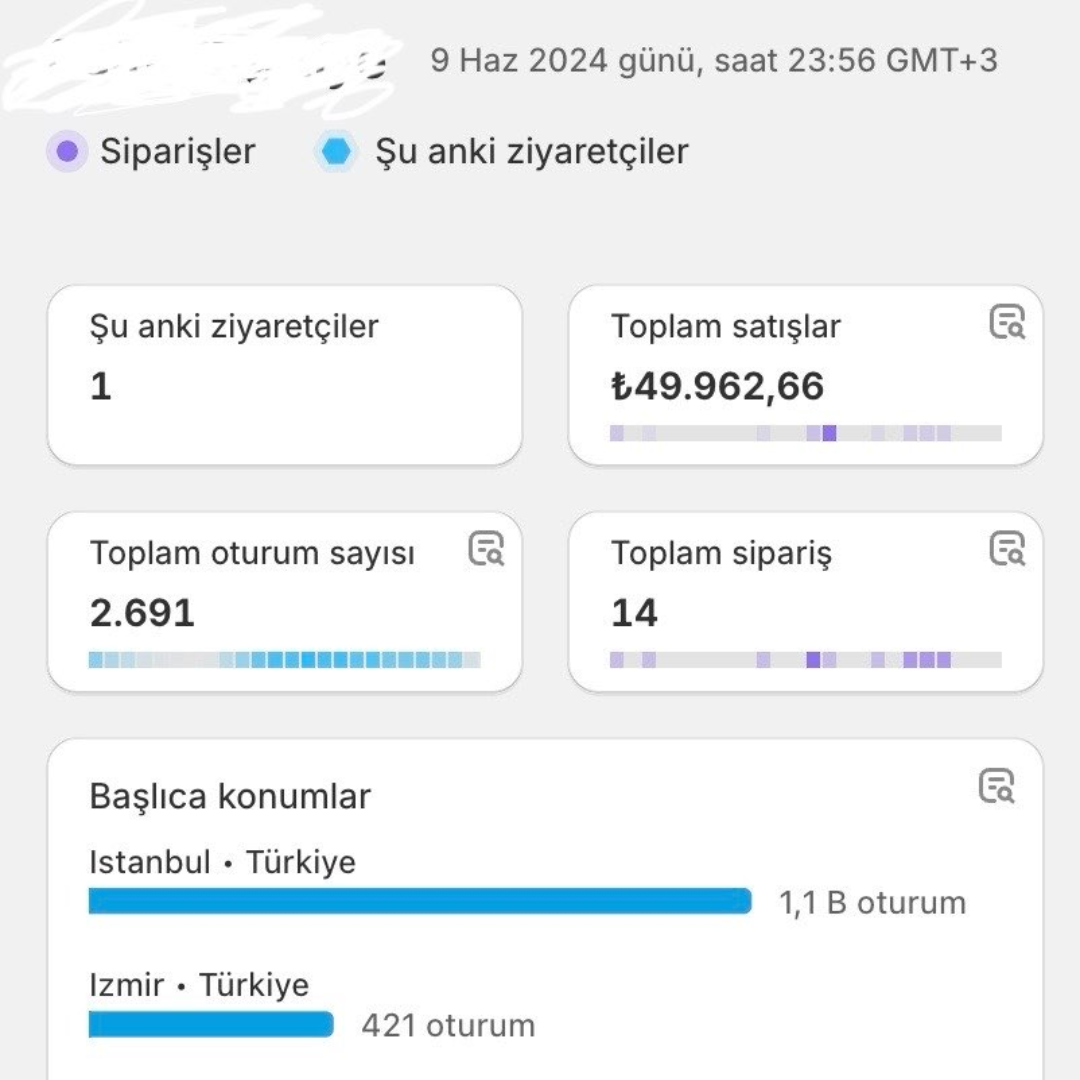 9 Haz 2024 günü, saat 23:56 GMT+3
Siparişler Şu anki ziyaretçiler
Şu anki ziyaretçiler
1
Toplam satışlar
₺49.962,66
Toplam oturum sayısı
2.691
Toplam sipariş
14
Başlıca konumlar
Istanbul • Türkiye
1,1 B oturum
Izmir • Türkiye
421 oturum